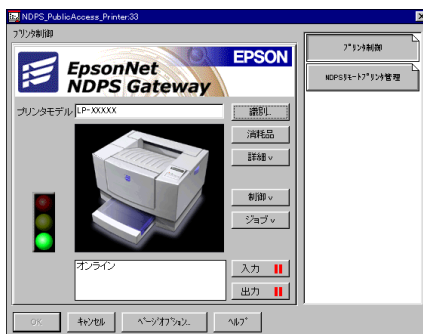 NDPS_PublicAccess_Printer:33
プリンタ制御
EPSON
EpsonNet
NDPS Gateway
プリンタモデル LP-XXXXX
識別...
消耗品
詳細 v
制御 v
ジョブ v
オンライン
入力
出力
OK キャンセル ページオプション... ヘルプ
プリンタ制御
NDPSリモートプリンタ管理